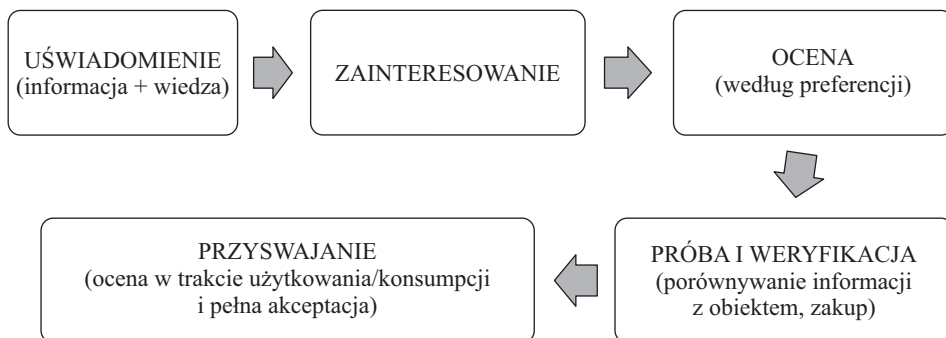 UŚWIADOMIENIE
(informacja + wiedza)
ZAINTERESOWANIE
OCENA
(według preferencji)
PRÓBA I WERYFIKACJA
(porównywanie informacji
z obiektem, zakup)
PRZYSWAJANIE
(ocena w trakcie użytkowania/konsumpcji
i pełna akceptacja)